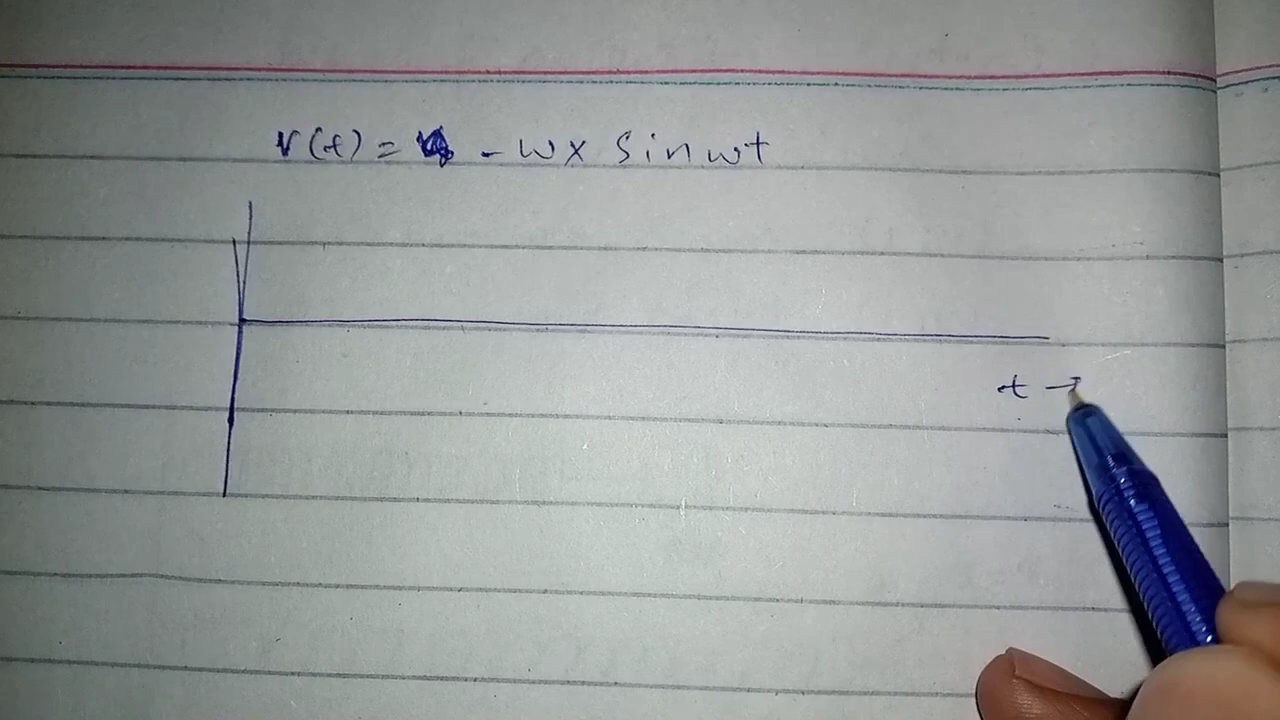 v(t) = - wx sinwt
t →